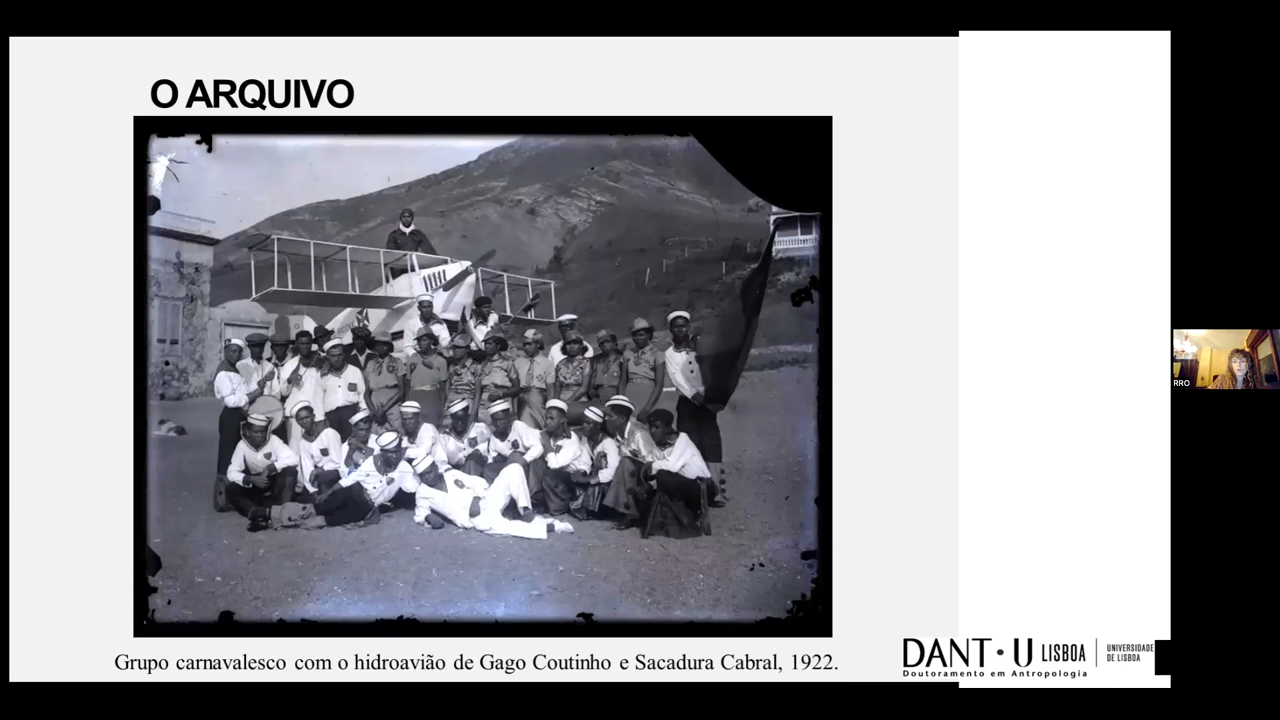 O ARQUIVO
Grupo carnavalesco com o hidroavião de Gago Coutinho e Sacadura Cabral, 1922.
DANT · U LISBOA | UNIVERSIDADE
DE LISBOA
Doutoramento em Antropologia
RRO